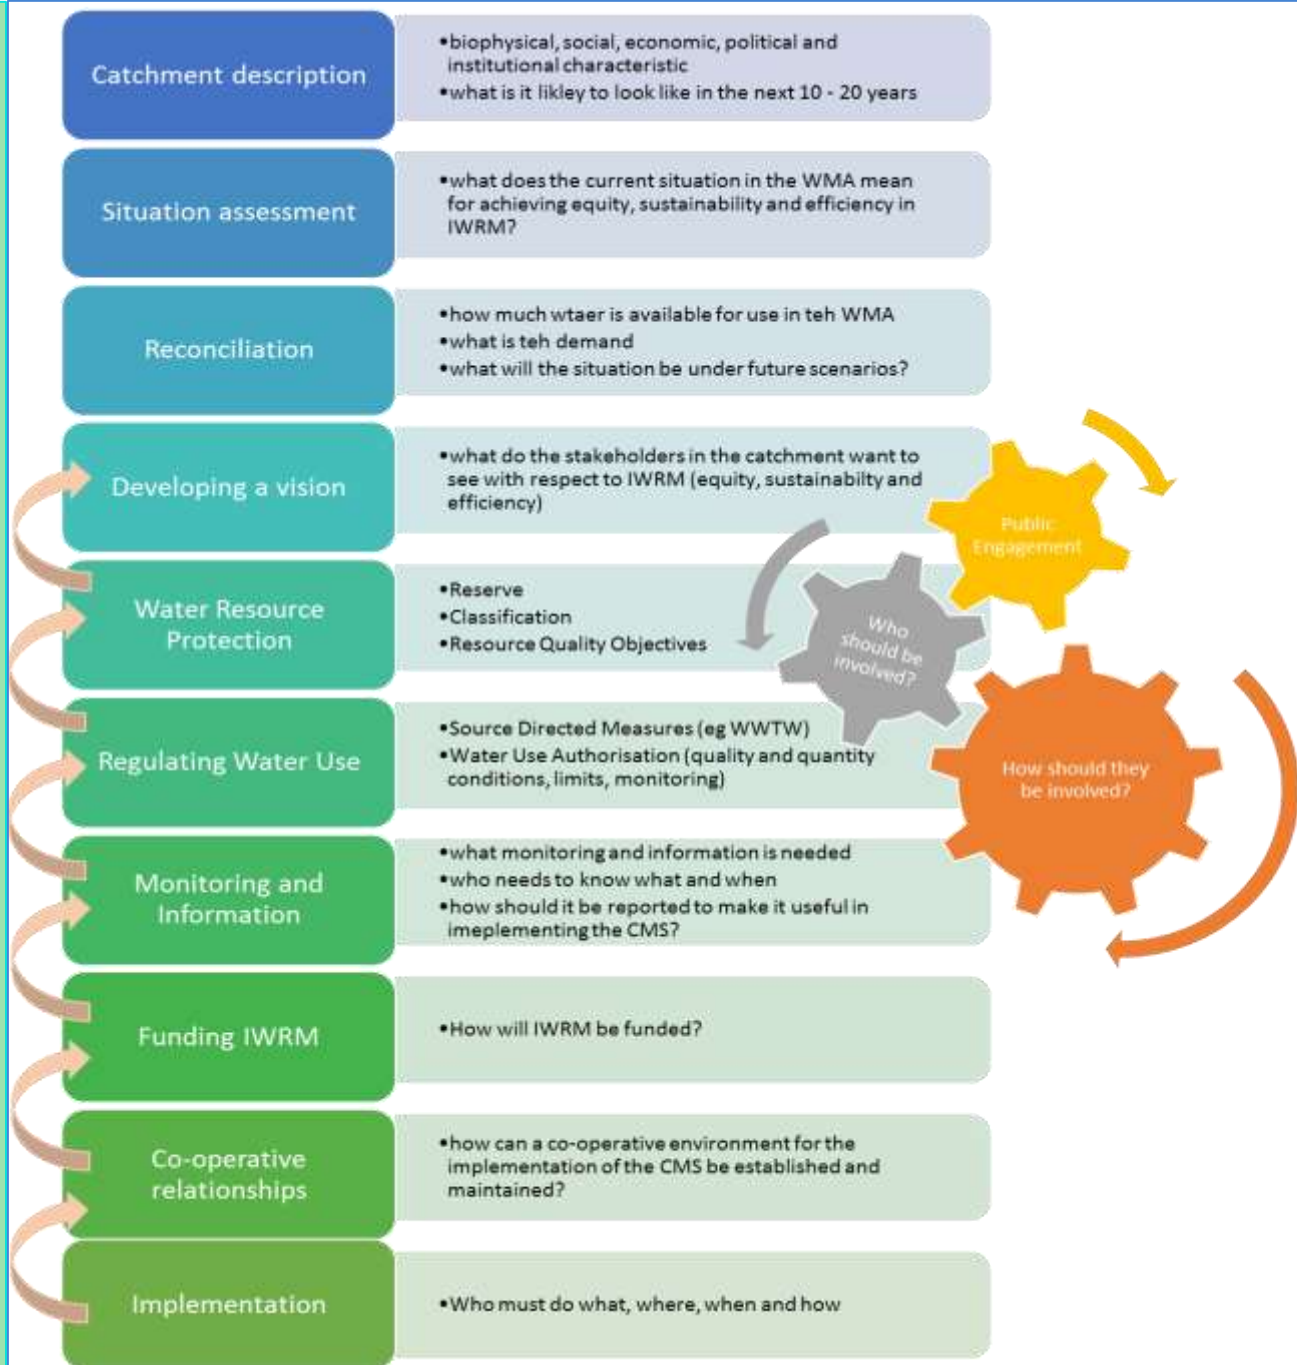 Catchment description
•biophysical, social, economic, political and
institutional characteristic
•what is it likley to look like in the next 10 - 20 years
Situation assessment
•what does the current situation in the WMA mean
for achieving equity, sustainability and efficiency in
IWRM?
Reconciliation
•how much wtaer is available for use in teh WMA
•what is teh demand
•what will the situation be under future scenarios?
Developing a vision
•what do the stakeholders in the catchment want to
see with respect to IWRM (equity, sustainabilty and
efficiency)
Public
Engagement
Water Resource
Protection
•Reserve
•Classification
•Resource Quality Objectives
Who
should be
involved?
Regulating Water Use
•Source Directed Measures (eg WWTW)
•Water Use Authorisation (quality and quantity
conditions, limits, monitoring)
How should they
be involved?
Monitoring and
Information
•what monitoring and information is needed
•who needs to know what and when
•how should it be reported to make it useful in
imeplementing the CMS?
Funding IWRM
•How will IWRM be funded?
Co-operative
relationships
•how can a co-operative environment for the
implementation of the CMS be established and
maintained?
Implementation
•Who must do what, where, when and how